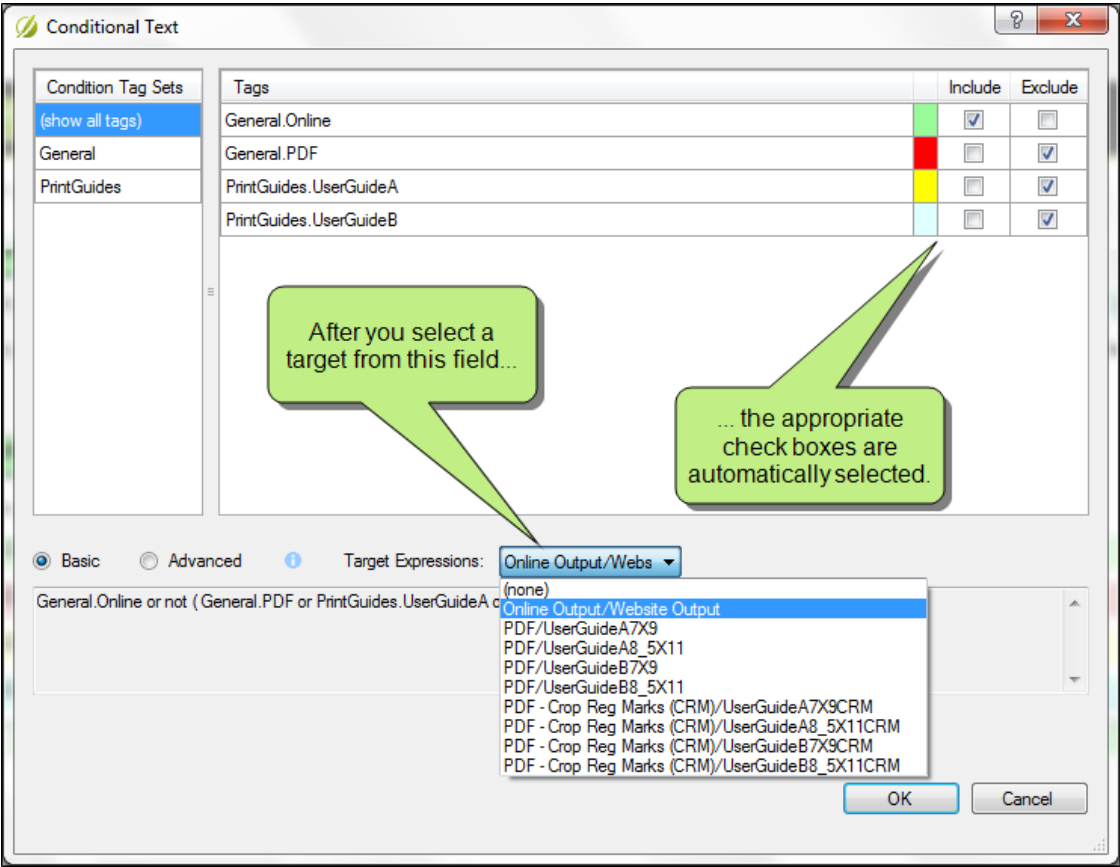 Conditional Text
Condition Tag Sets
(show all tags)
General
PrintGuides
Tags Include Exclude
General.Online
General.PDF
PrintGuides.UserGuideA
PrintGuides.UserGuideB
After you select a
target from this field...
... the appropriate
check boxes are
automatically selected.
Basic Advanced Target Expressions: Online Output/Webs
General.Online or not ( General.PDF or PrintGuides.UserGuideA
(none)
Online Output/Website Output
PDF/UserGuideA7X9
PDF/UserGuideA8_5X11
PDF/UserGuideB7X9
PDF/UserGuideB8_5X11
PDF - Crop Reg Marks (CRM)/UserGuideA7X9CRM
PDF - Crop Reg Marks (CRM)/UserGuideA8_5X11CRM
PDF - Crop Reg Marks (CRM)/UserGuideB7X9CRM
PDF - Crop Reg Marks (CRM)/UserGuideB8_5X11CRM
OK Cancel